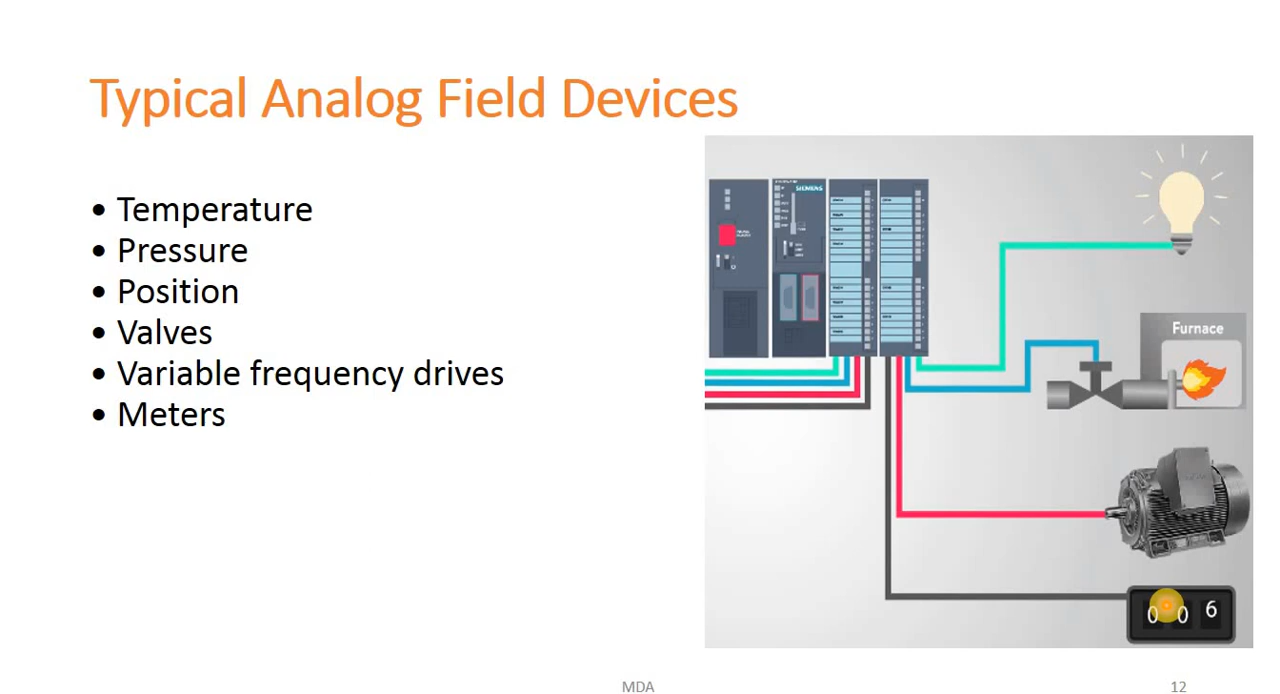 Typical Analog Field Devices
• Temperature
• Pressure
• Position
• Valves
• Variable frequency drives
• Meters
SIEMENS
Furnace
0 0 6
MDA
12